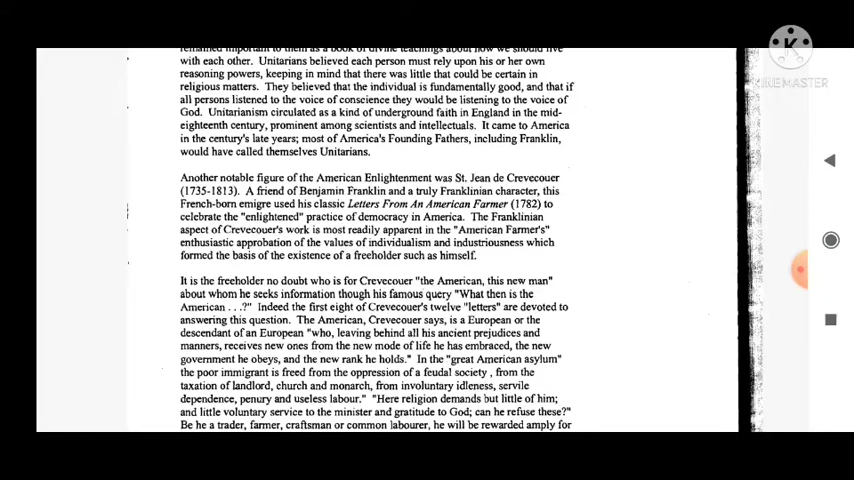 remained important to them as a book of divine teachings about how we should live
with each other. Unitarians believed each person must rely upon his or her own
reasoning powers, keeping in mind that there was little that could be certain in
religious matters. They believed that the individual is fundamentally good, and that if
all persons listened to the voice of conscience they would be listening to the voice of
God. Unitarianism circulated as a kind of underground faith in England in the mid-
eighteenth century, prominent among scientists and intellectuals. It came to America
in the century's late years; most of America's Founding Fathers, including Franklin,
would have called themselves Unitarians.
Another notable figure of the American Enlightenment was St. Jean de Crevecouer
(1735-1813). A friend of Benjamin Franklin and a truly Franklinian character, this
French-born emigre used his classic Letters From An American Farmer (1782) to
celebrate the "enlightened" practice of democracy in America. The Franklinian
aspect of Crevecouer's work is most readily apparent in the "American Farmer's"
enthusiastic approbation of the values of individualism and industriousness which
formed the basis of the existence of a freeholder such as himself.
It is the freeholder no doubt who is for Crevecouer "the American, this new man"
about whom he seeks information though his famous query "What then is the
American . . .?" Indeed the first eight of Crevecouer's twelve "letters" are devoted to
answering this question. The American, Crevecouer says, is a European or the
descendant of an European "who, leaving behind all his ancient prejudices and
manners, receives new ones from the new mode of life he has embraced, the new
government he obeys, and the new rank he holds." In the "great American asylum"
the poor immigrant is freed from the oppression of a feudal society , from the
taxation of landlord, church and monarch, from involuntary idleness, servile
dependence, penury and useless labour." "Here religion demands but little of him;
and little voluntary service to the minister and gratitude to God; can he refuse these?"
Be he a trader, farmer, craftsman or common labourer, he will be rewarded amply for
K
KINEMASTER